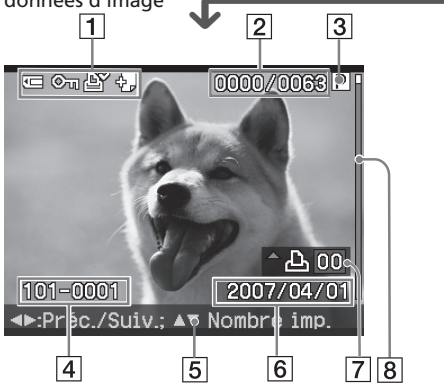 données d'image
1 2 3
0000/0063 P
8
00
101-0001 2007/04/01
◄►:Préc./Suiv.; ▲▼ Nombre imp.
4 5 6 7